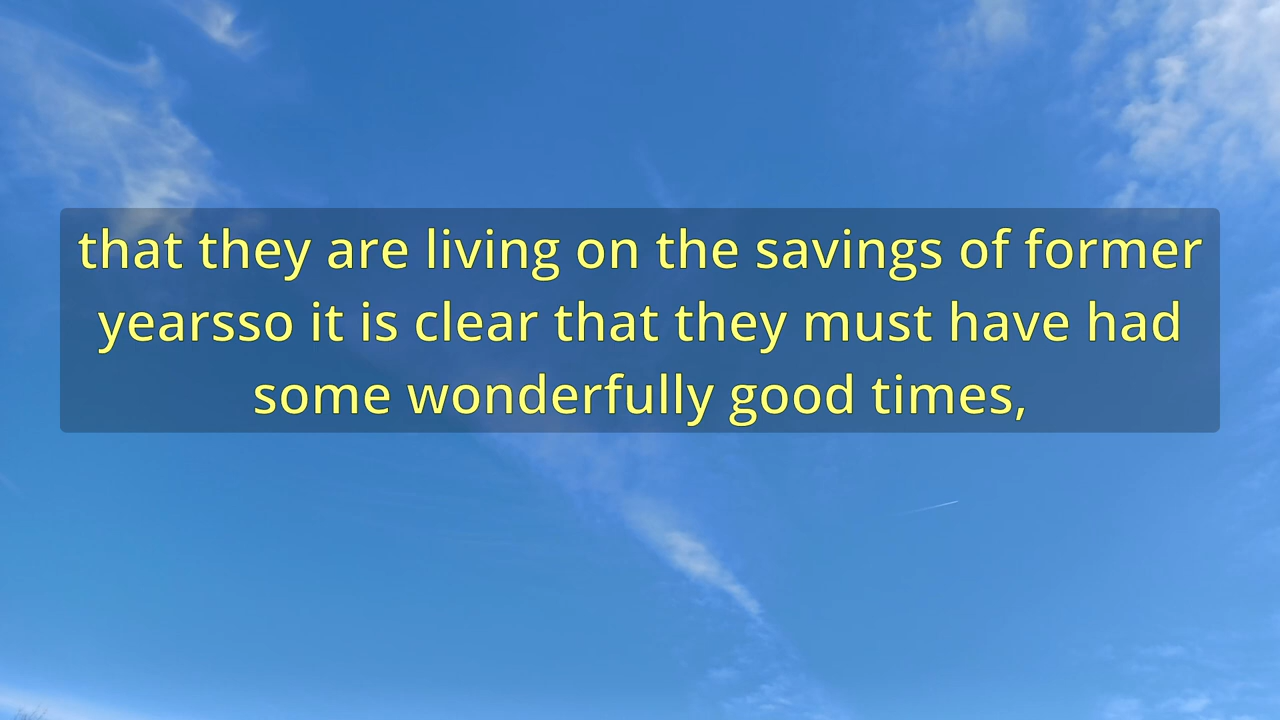 that they are living on the savings of former
yearsso it is clear that they must have had
some wonderfully good times,